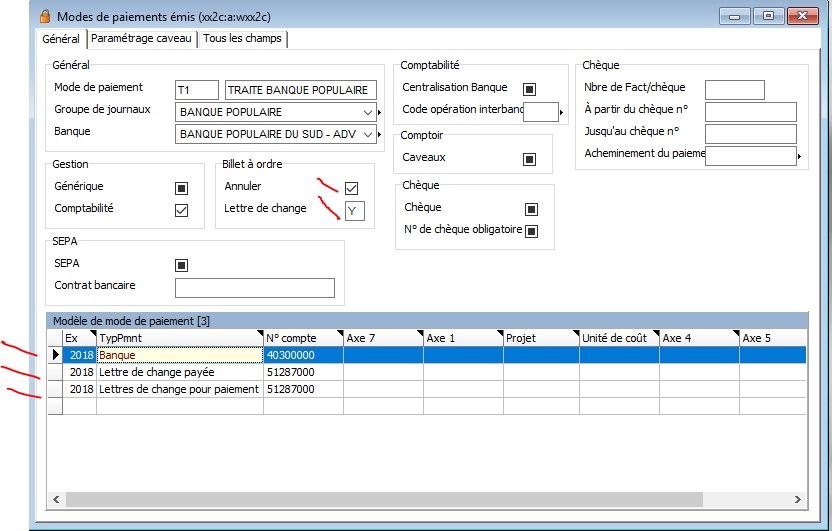 Modes de paiements émis (xx2c:a:wxx2c)
Général Paramétrage caveau Tous les champs
Général
Mode de paiement T1 TRAITE BANQUE POPULAIRE
Groupe de journaux BANQUE POPULAIRE
Banque BANQUE POPULAIRE DU SUD - ADV
Comptabilité
Centralisation Banque
Code opération interbanc
Comptoir
Caveaux
Chèque
Nbre de Fact/chèque
À partir du chèque n°
Jusqu'au chèque n°
Acheminement du paieme
Gestion
Générique
Comptabilité
Billet à ordre
Annuler
Lettre de change Y
Chèque
Chèque
N° de chèque obligatoire
SEPA
SEPA
Contrat bancaire
Modèle de mode de paiement [3]
Ex TypPmnt N° compte Axe 7 Axe 1 Projet Unité de coût Axe 4 Axe 5
2018 Banque 40300000
2018 Lettre de change payée 51287000
2018 Lettres de change pour paiement 51287000